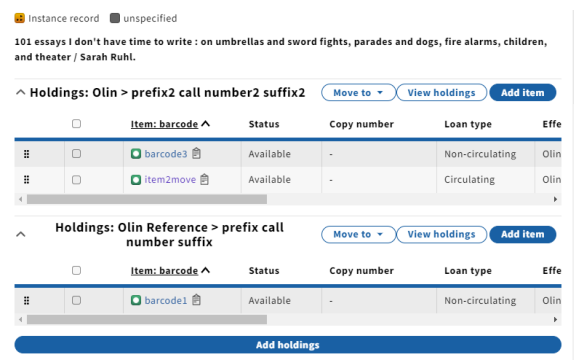 Instance record unspecified
101 essays I don't have time to write : on umbrellas and sword fights, parades and dogs, fire alarms, children,
and theater / Sarah Ruhl.
Holdings: Olin > prefix2 call number2 suffix2 Move to View holdings Add item
Item: barcode Status Copy number Loan type Effe
barcode3 Available - Non-circulating Olin
item2move Available - Circulating Olin
Holdings: Olin Reference > prefix call
number suffix
Move to View holdings Add item
Item: barcode Status Copy number Loan type Effe
barcode1 Available - Non-circulating Olin
Add holdings